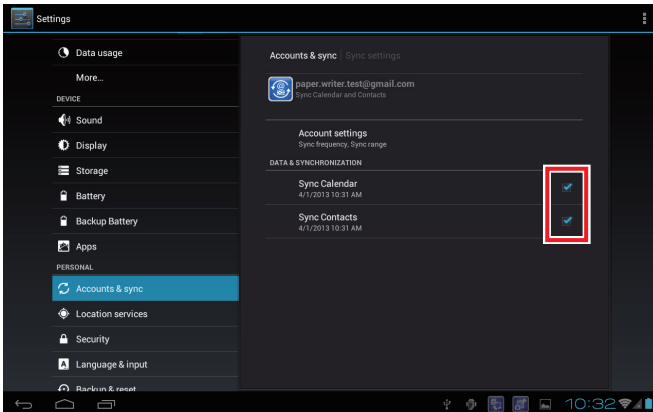 Settings
Data usage
More...
DEVICE
Sound
Display
Storage
Battery
Backup Battery
Apps
PERSONAL
Accounts & sync
Location services
Security
Language & input
Backup & reset
Accounts & sync | Sync settings
paper.writer.test@gmail.com
Sync Calendar and Contacts
Account settings
Sync frequency, Sync range
DATA & SYNCHRONIZATION
Sync Calendar
4/1/2013 10:31 AM
Sync Contacts
4/1/2013 10:31 AM
10:32